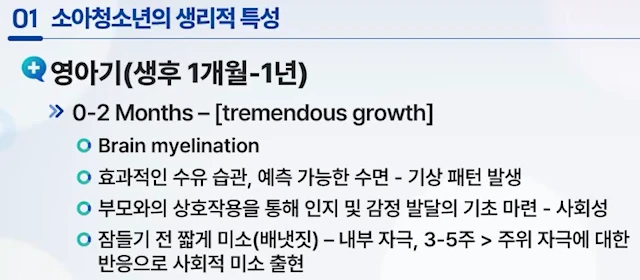 01 소아청소년의 생리적 특성
영아기(생후 1개월-1년)
0-2 Months – [tremendous growth]
Brain myelination
효과적인 수유 습관, 예측 가능한 수면 - 기상 패턴 발생
부모와의 상호작용을 통해 인지 및 감정 발달의 기초 마련 - 사회성
잠들기 전 짧게 미소(배냇짓) – 내부 자극, 3-5주 > 주위 자극에 대한
반응으로 사회적 미소 출현